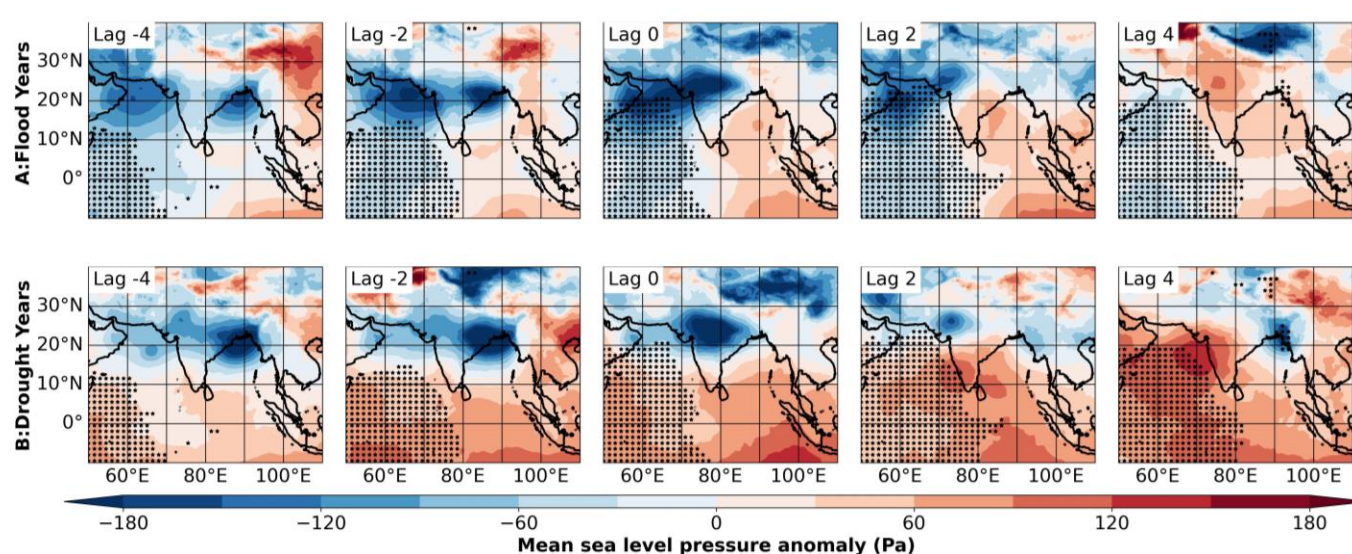 A:Flood Years
Lag -4
Lag -2
Lag 0
Lag 2
Lag 4
30°N
20°N
10°N
0°
B:Drought Years
Lag -4
Lag -2
Lag 0
Lag 2
Lag 4
30°N
20°N
10°N
0°
60°E 80°E 100°E 60°E 80°E 100°E 60°E 80°E 100°E 60°E 80°E 100°E 60°E 80°E 100°E
−180 −120 −60 0 60 120 180
Mean sea level pressure anomaly (Pa)